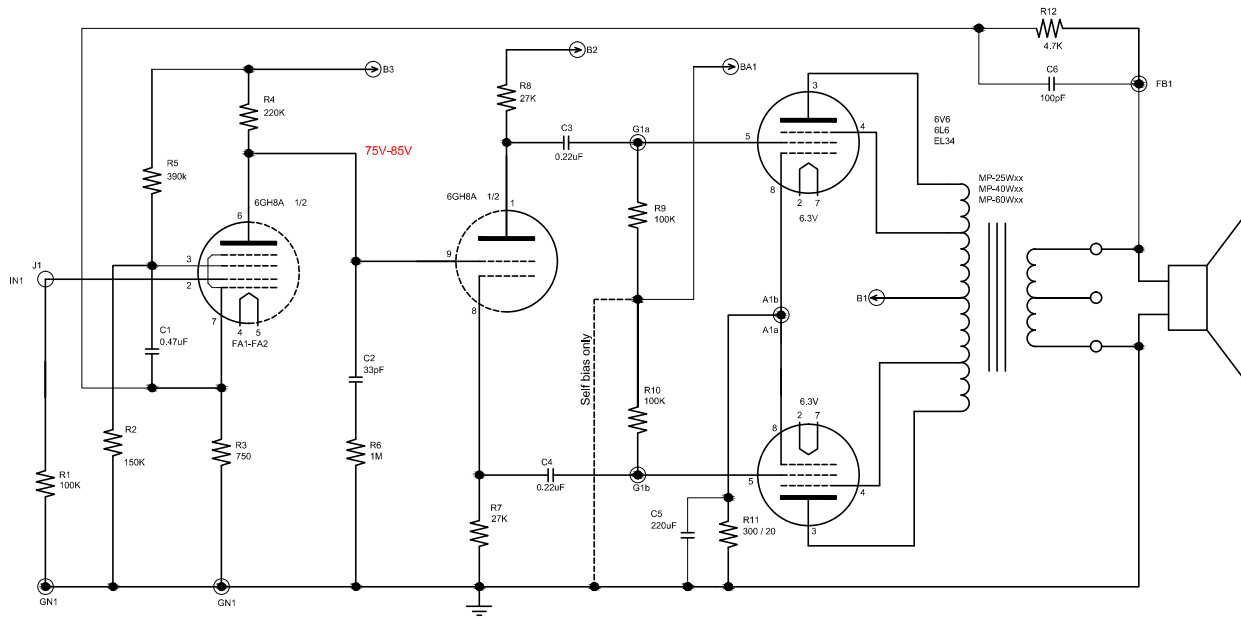 R12
4.7K
C6
100pF
FB1
B3
B2
BA1
R4
220K
R8
27K
75V-85V
R5
390k
C3
0.22uF
G1a
3
4
5
8
2 7
6.3V
6V6
6L6
EL34
MP-25Wxx
MP-40Wxx
MP-60Wxx
6GH8A 1/2
6
3
2
7
4 5
FA1-FA2
6GH8A 1/2
1
9
8
R9
100K
J1
IN1
B1
A1b
A1a
C1
0.47uF
C2
33pF
Self bias only
R10
100K
6.3V
2 7
8
5
4
3
R2
150K
R3
750
R6
1M
C4
0.22uF
G1b
R1
100K
R7
27K
C5
220uF
R11
300 / 20
GN1
GN1